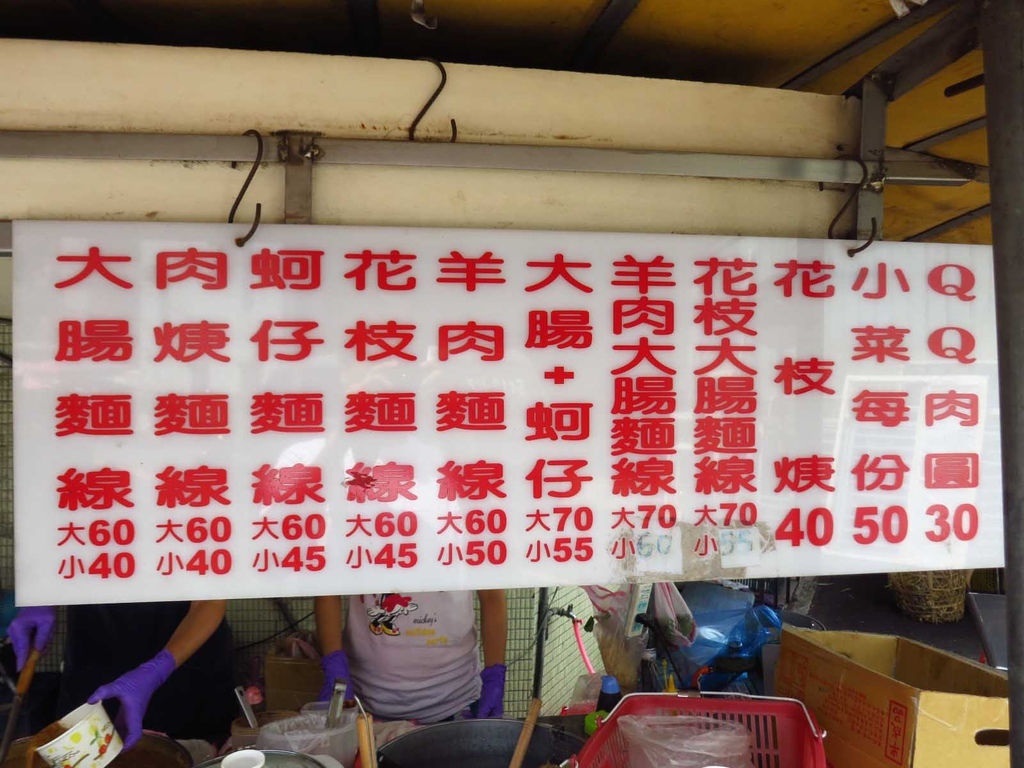 大腸麵線
大60
小40
肉焿麵線
大60
小40
蚵仔麵線
大60
小45
花枝麵線
大60
小45
羊肉麵線
大60
小50
大腸+蚵仔
大70
小55
羊肉大腸麵線
大70
小60
花枝大腸麵線
大70
小55
花枝焿
40
小菜每份
50
QQ肉圓
30